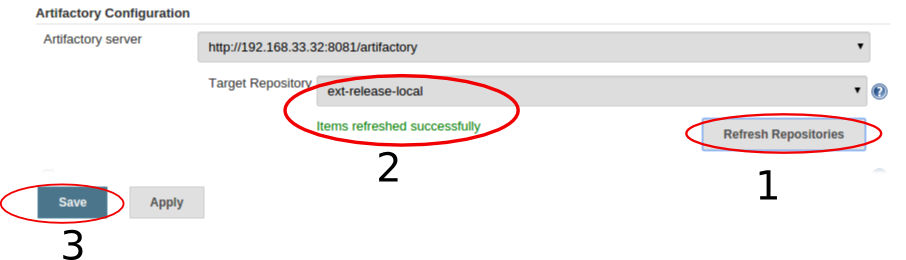 Artifactory Configuration
Artifactory server
http://192.168.33.32:8081/artifactory
Target Repository
ext-release-local
?
Items refreshed successfully
Refresh Repositories
2
1
Save
Apply
3